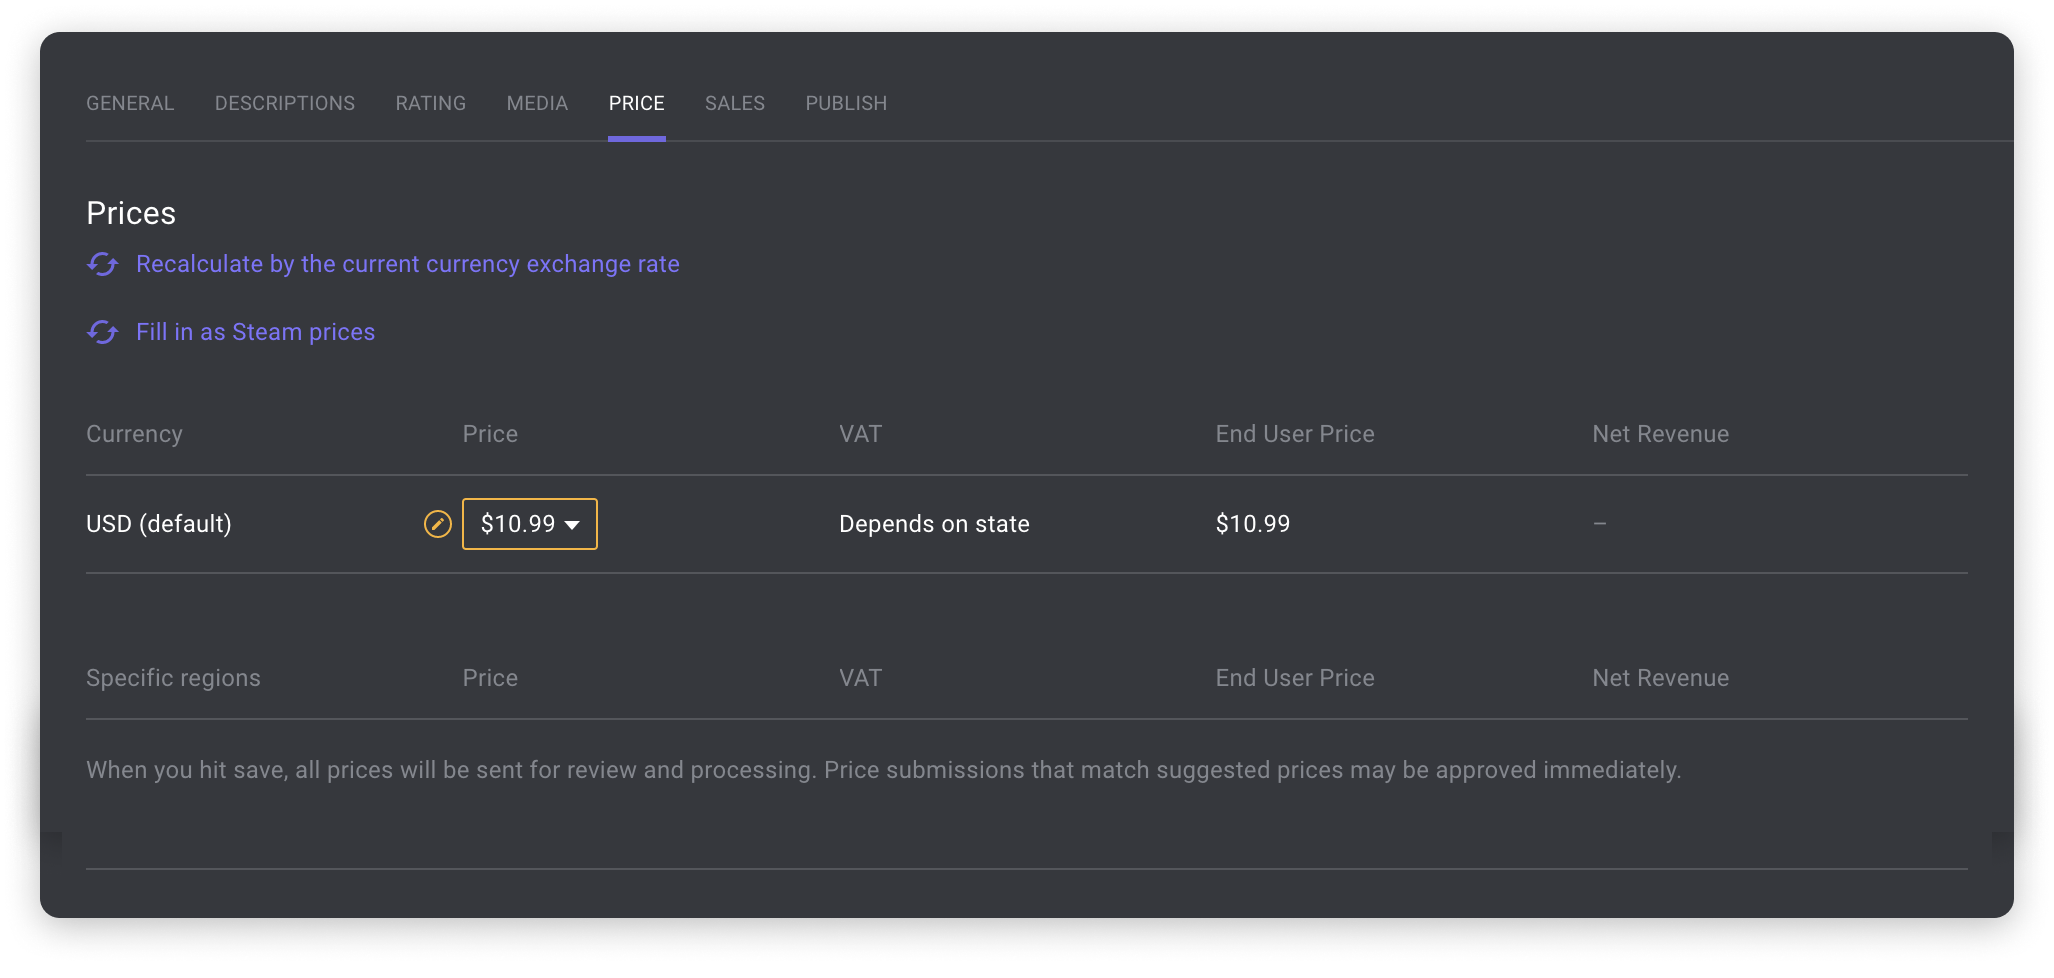 GENERAL DESCRIPTIONS RATING MEDIA PRICE SALES PUBLISH
Prices
Recalculate by the current currency exchange rate
Fill in as Steam prices
Currency Price VAT End User Price Net Revenue
USD (default) $10.99 Depends on state $10.99 –
Specific regions Price VAT End User Price Net Revenue
When you hit save, all prices will be sent for review and processing. Price submissions that match suggested prices may be approved immediately.